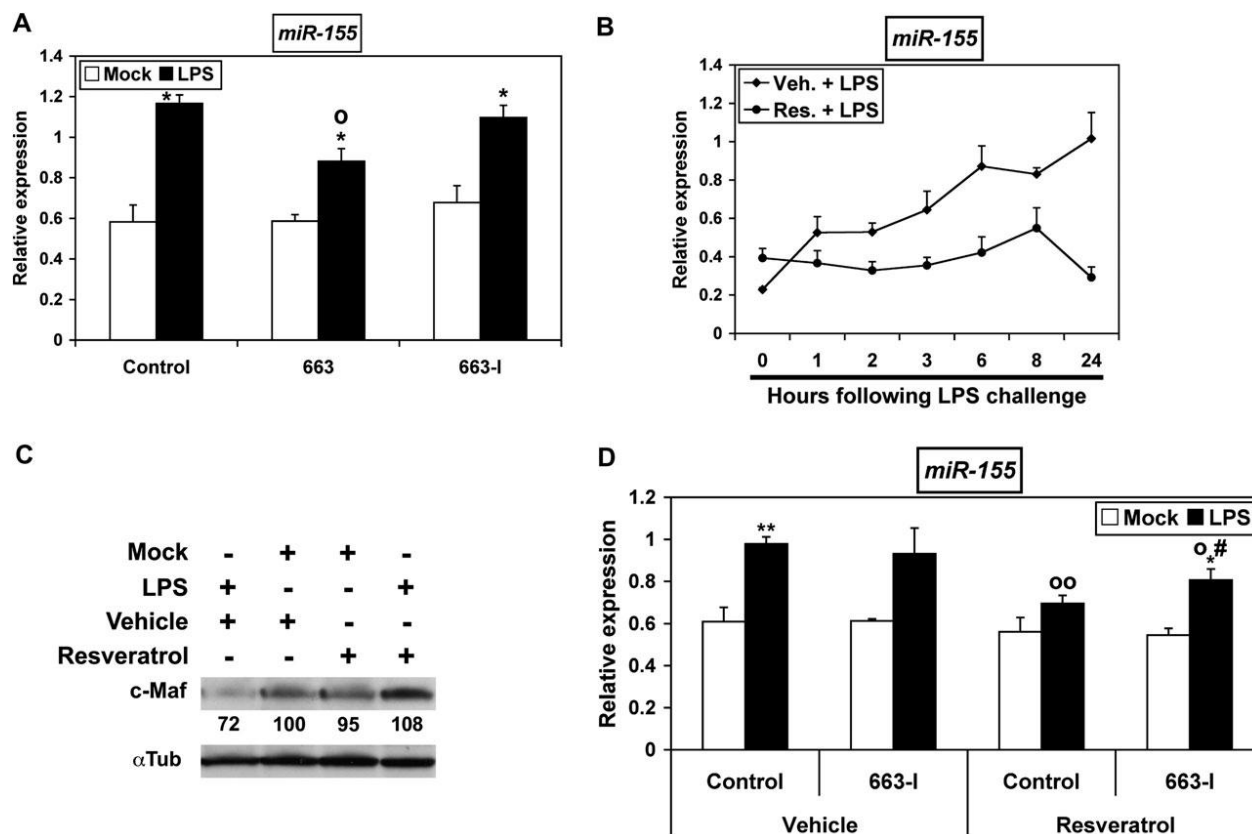 A
miR-155
Relative expression
1.4
1.2
1
0.8
0.6
0.4
0.2
0
Mock LPS
*
o
*
*
Control 663 663-I
B
miR-155
Relative expression
1.4
1.2
1
0.8
0.6
0.4
0.2
0
Veh. + LPS
Res. + LPS
0 1 2 3 6 8 24
Hours following LPS challenge
C
Mock - + + -
LPS + - - +
Vehicle + + - -
Resveratrol - - + +
c-Maf
72 100 95 108
αTub
D
miR-155
Relative expression
1.2
1
0.8
0.6
0.4
0.2
0
Mock LPS
**
oo
o #
*
Control 663-I Control 663-I
Vehicle Resveratrol